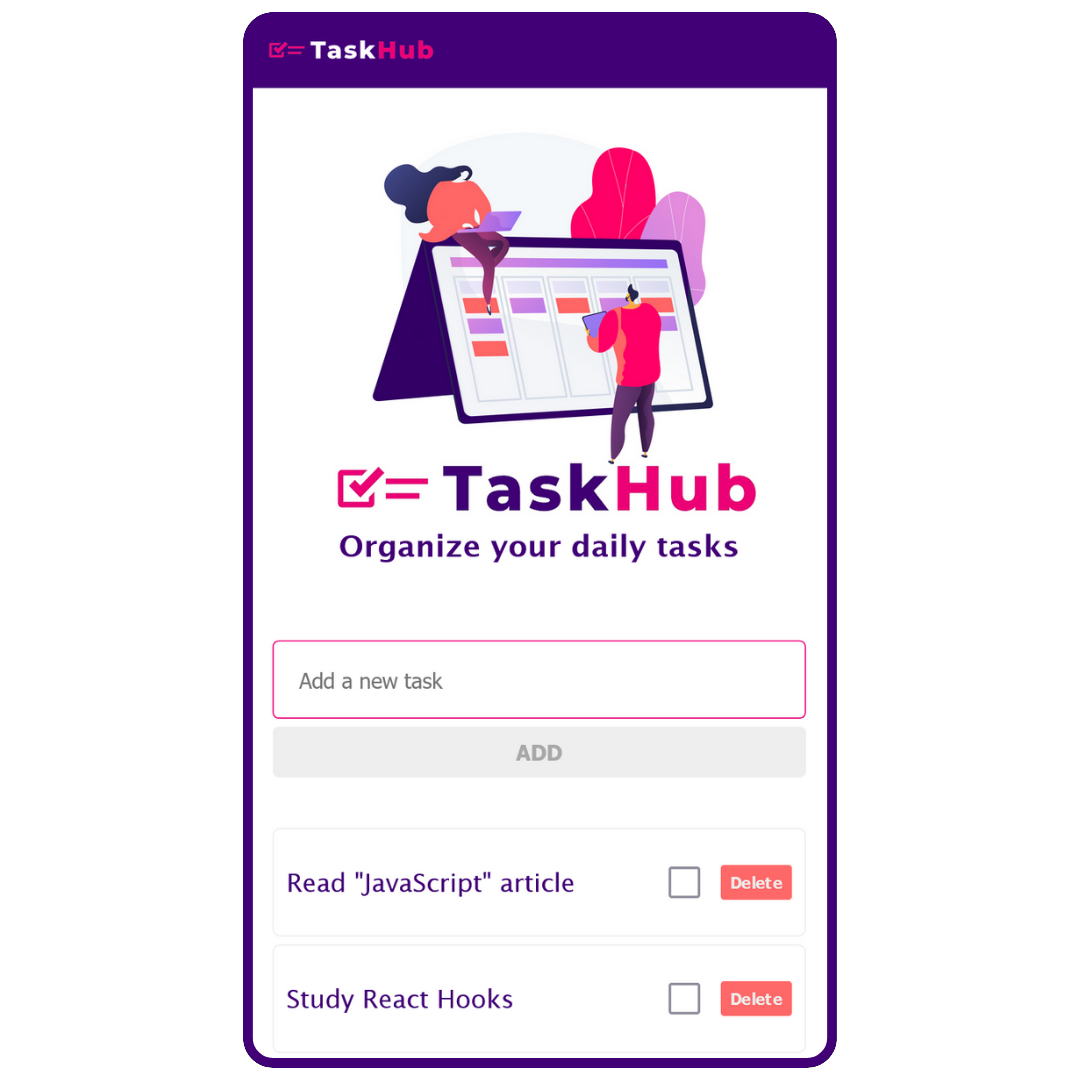 TaskHub
TaskHub
Organize your daily tasks
Add a new task
ADD
Read "JavaScript" article
Delete
Study React Hooks
Delete